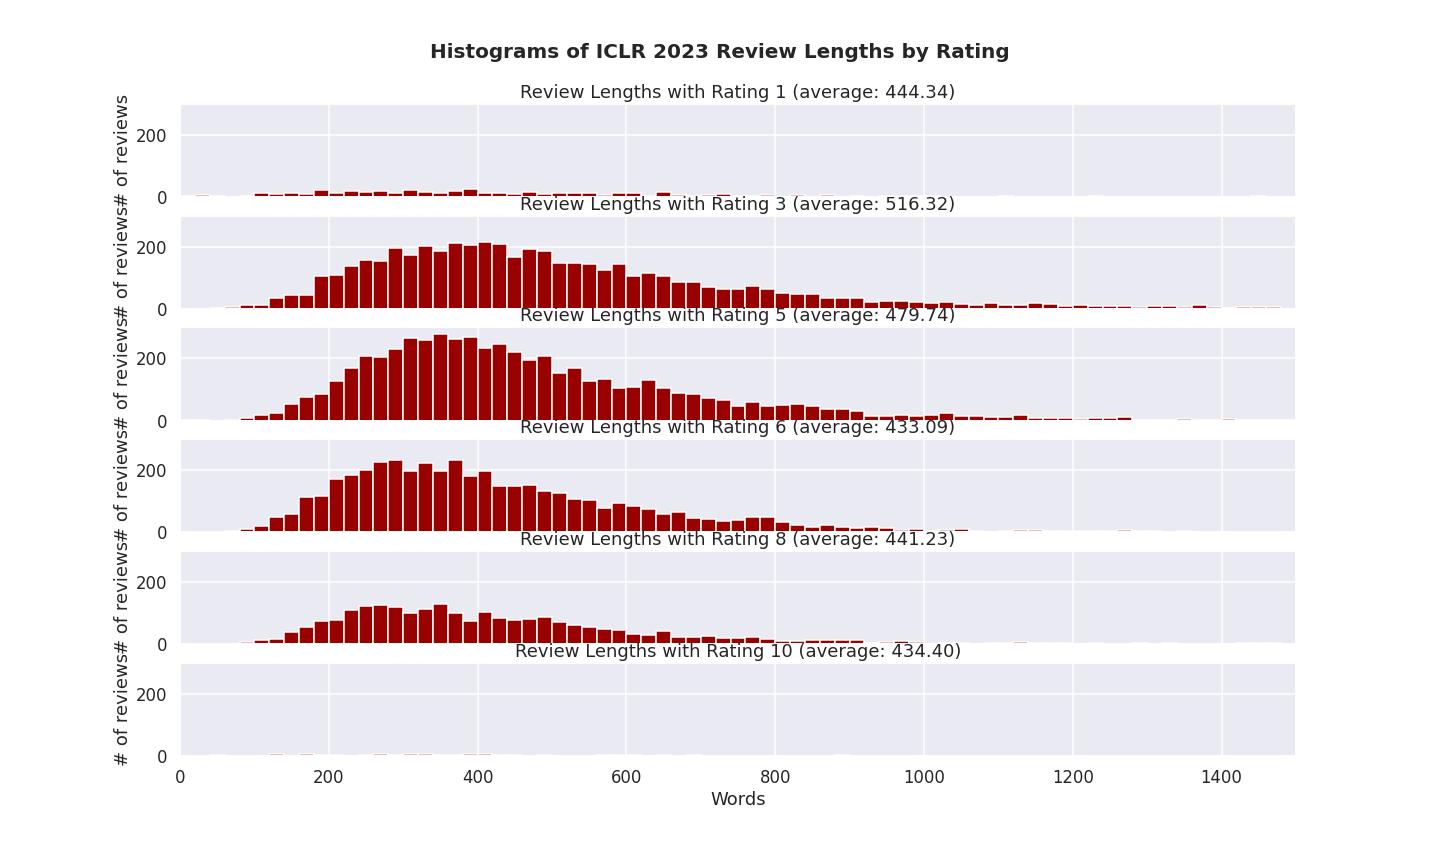 Histograms of ICLR 2023 Review Lengths by Rating
Review Lengths with Rating 1 (average: 444.34)
# of reviews
200
0
Review Lengths with Rating 3 (average: 516.32)
# of reviews
200
0
Review Lengths with Rating 5 (average: 479.74)
# of reviews
200
0
Review Lengths with Rating 6 (average: 433.09)
# of reviews
200
0
Review Lengths with Rating 8 (average: 441.23)
# of reviews
200
0
Review Lengths with Rating 10 (average: 434.40)
# of reviews
200
0
0 200 400 600 800 1000 1200 1400
Words